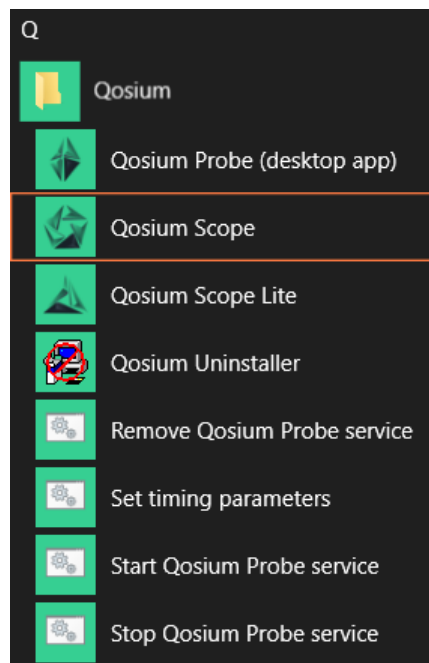 Q
Qosium
Qosium Probe (desktop app)
Qosium Scope
Qosium Scope Lite
Qosium Uninstaller
Remove Qosium Probe service
Set timing parameters
Start Qosium Probe service
Stop Qosium Probe service